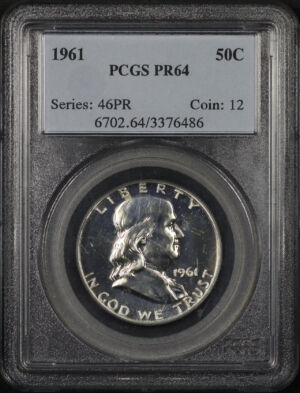 1961 50C
PCGS PR64
Series: 46PR Coin: 12
6702.64/3376486
LIBERTY
1961
IN GOD WE TRUST